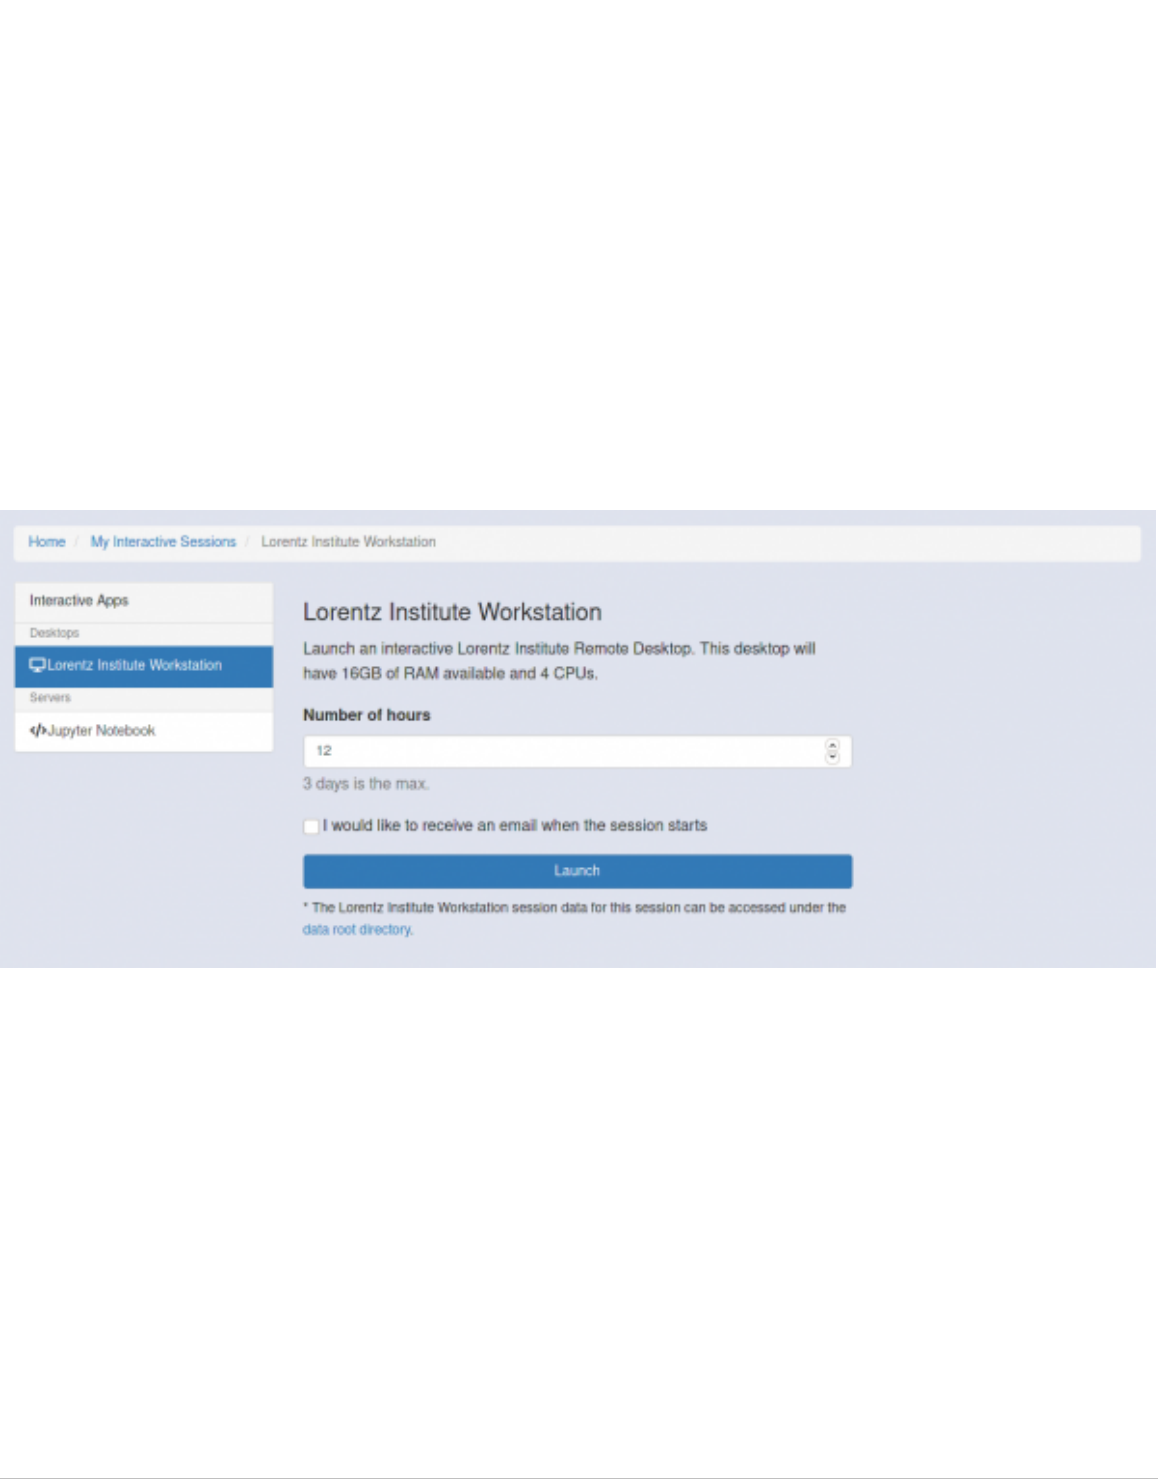 Home / My Interactive Sessions / Lorentz Institute Workstation
Interactive Apps
Desktops
Lorentz Institute Workstation
Servers
Jupyter Notebook
Lorentz Institute Workstation
Launch an interactive Lorentz Institute Remote Desktop. This desktop will
have 16GB of RAM available and 4 CPUs.
Number of hours
12
3 days is the max.
I would like to receive an email when the session starts
Launch
* The Lorentz Institute Workstation session data for this session can be accessed under the
data root directory.